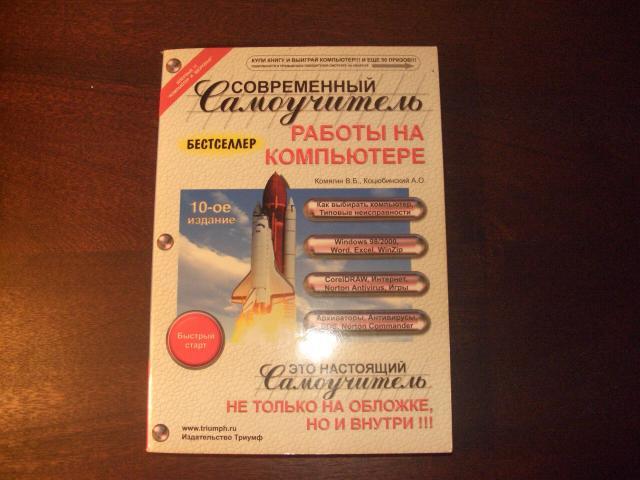 КУПИ КНИГУ И ВЫИГРАЙ КОМПЬЮТЕР!!! И ЕЩЕ 50 ПРИЗОВ!!!
СОВРЕМЕННЫЙ
Самоучитель
БЕСТСЕЛЛЕР
РАБОТЫ НА
КОМПЬЮТЕРЕ
Комягин В.Б., Коцюбинский А.О.
10-ое
издание
Как выбирать компьютер,
Типовые неисправности
Windows 98/2000,
Word, Excel, WinZip
CorelDRAW, Интернет,
Norton Antivirus, Игры
Архиваторы, Антивирусы,
Norton Commander
Быстрый
старт
ЭТО НАСТОЯЩИЙ
Самоучитель
НЕ ТОЛЬКО НА ОБЛОЖКЕ,
НО И ВНУТРИ !!!
www.triumph.ru
Издательство Триумф